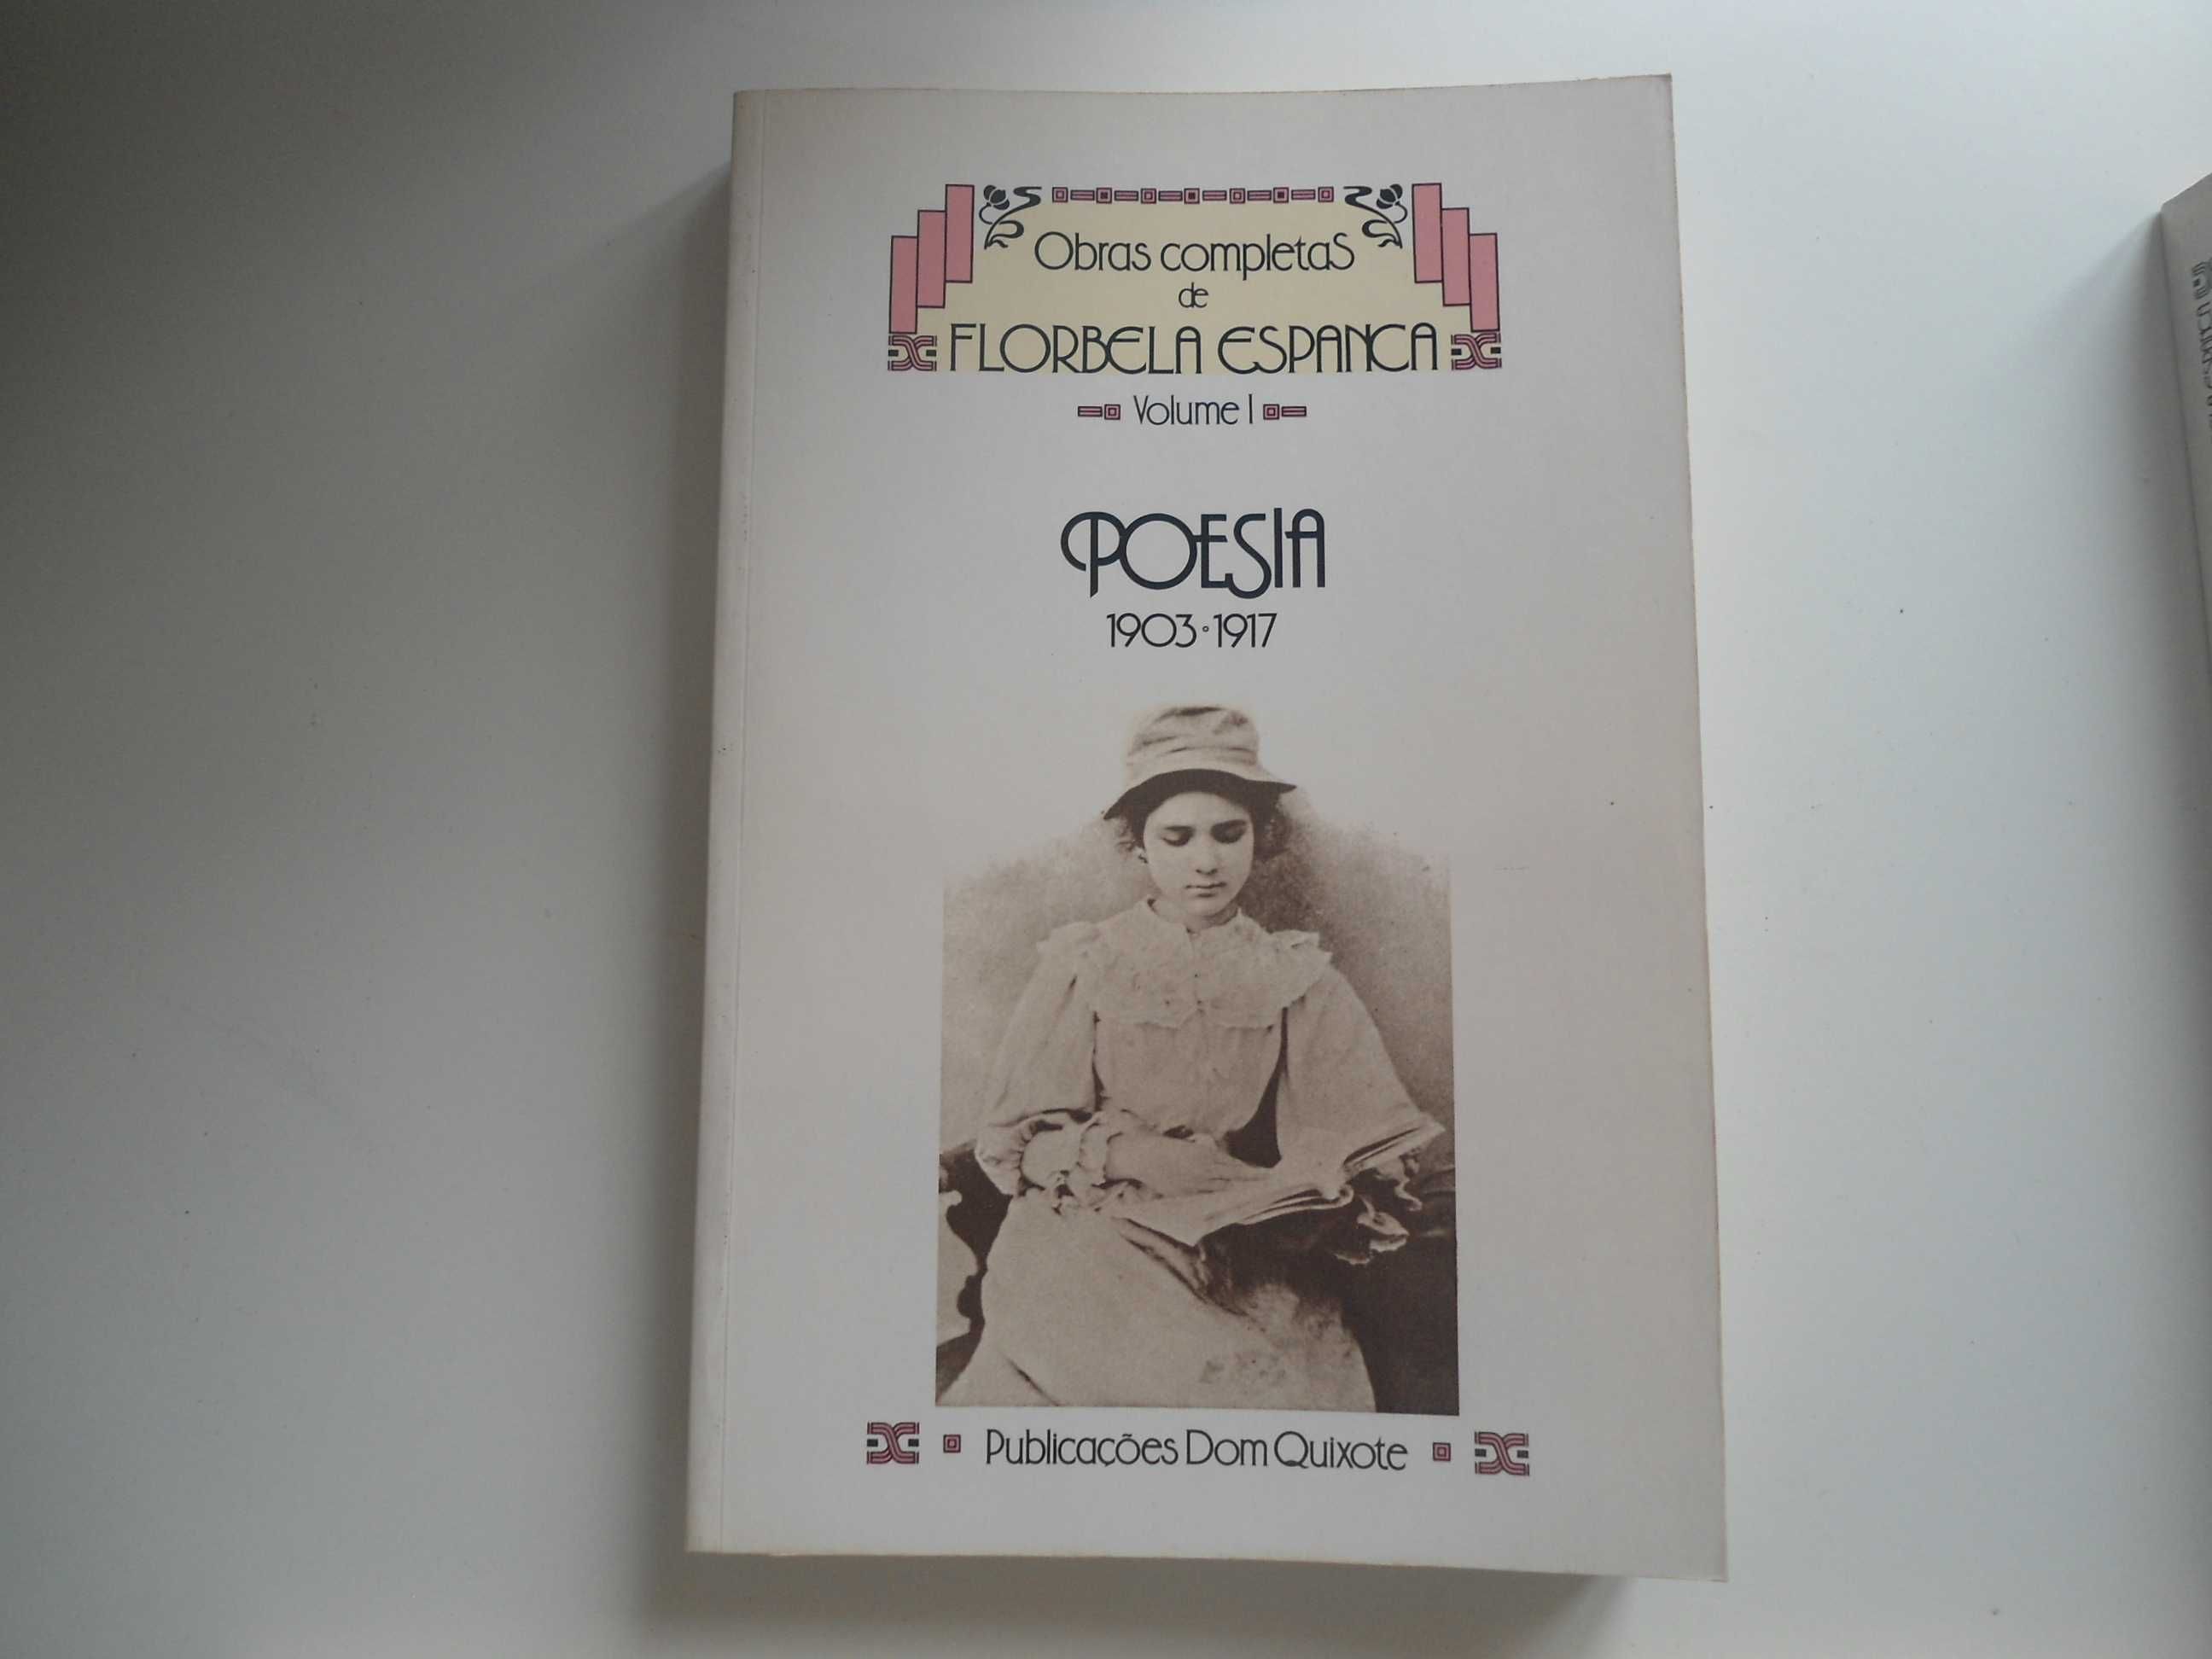 Obras completas
de
FLORBELA ESPANCA
Volume I
POESIA
1903 • 1917
Publicações Dom Quixote